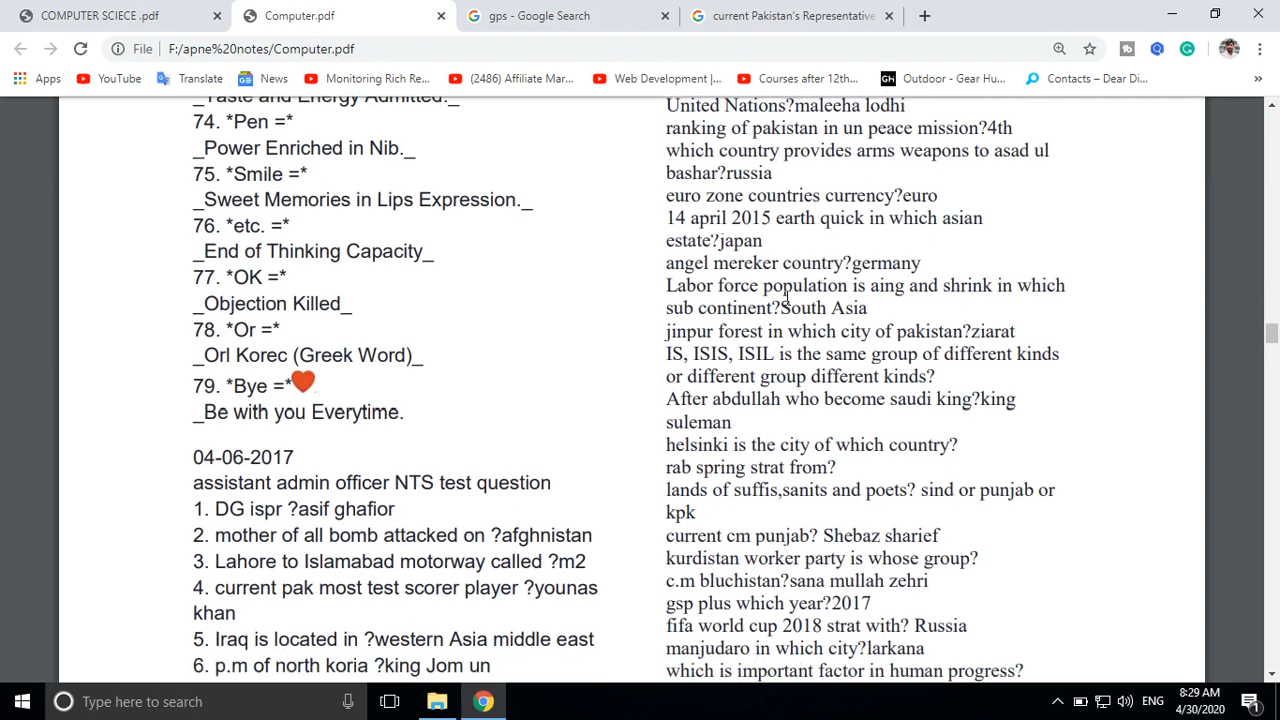 COMPUTER SCIECE .pdf
Computer.pdf
gps - Google Search
current Pakistan's Representative
File
F:/apne%20notes/Computer.pdf
Apps
YouTube
Translate
News
Monitoring Rich Re...
(2486) Affiliate Mar...
Web Development |...
Courses after 12th...
GH
Outdoor - Gear Hu...
Contacts – Dear Di...
»
_Taste and Energy Admitted._
74. *Pen =*
_Power Enriched in Nib._
75. *Smile =*
_Sweet Memories in Lips Expression._
76. *etc. =*
_End of Thinking Capacity_
77. *OK =*
_Objection Killed_
78. *Or =*
_Orl Korec (Greek Word)_
79. *Bye =*
_Be with you Everytime.
04-06-2017
assistant admin officer NTS test question
1. DG ispr ?asif ghafior
2. mother of all bomb attacked on ?afghnistan
3. Lahore to Islamabad motorway called ?m2
4. current pak most test scorer player ?younas
khan
5. Iraq is located in ?western Asia middle east
6. p.m of north koria ?king Jom un
United Nations?maleeha lodhi
ranking of pakistan in un peace mission?4th
which country provides arms weapons to asad ul
bashar?russia
euro zone countries currency?euro
14 april 2015 earth quick in which asian
estate?japan
angel mereker country?germany
Labor force population is aing and shrink in which
sub continent?South Asia
jinpur forest in which city of pakistan?ziarat
IS, ISIS, ISIL is the same group of different kinds
or different group different kinds?
After abdullah who become saudi king?king
suleman
helsinki is the city of which country?
rab spring strat from?
lands of suffis,sanits and poets? sind or punjab or
kpk
current cm punjab? Shebaz sharief
kurdistan worker party is whose group?
c.m bluchistan?sana mullah zehri
gsp plus which year?2017
fifa world cup 2018 strat with? Russia
manjudaro in which city?larkana
which is important factor in human progress?
Type here to search
ENG
8:29 AM
4/30/2020